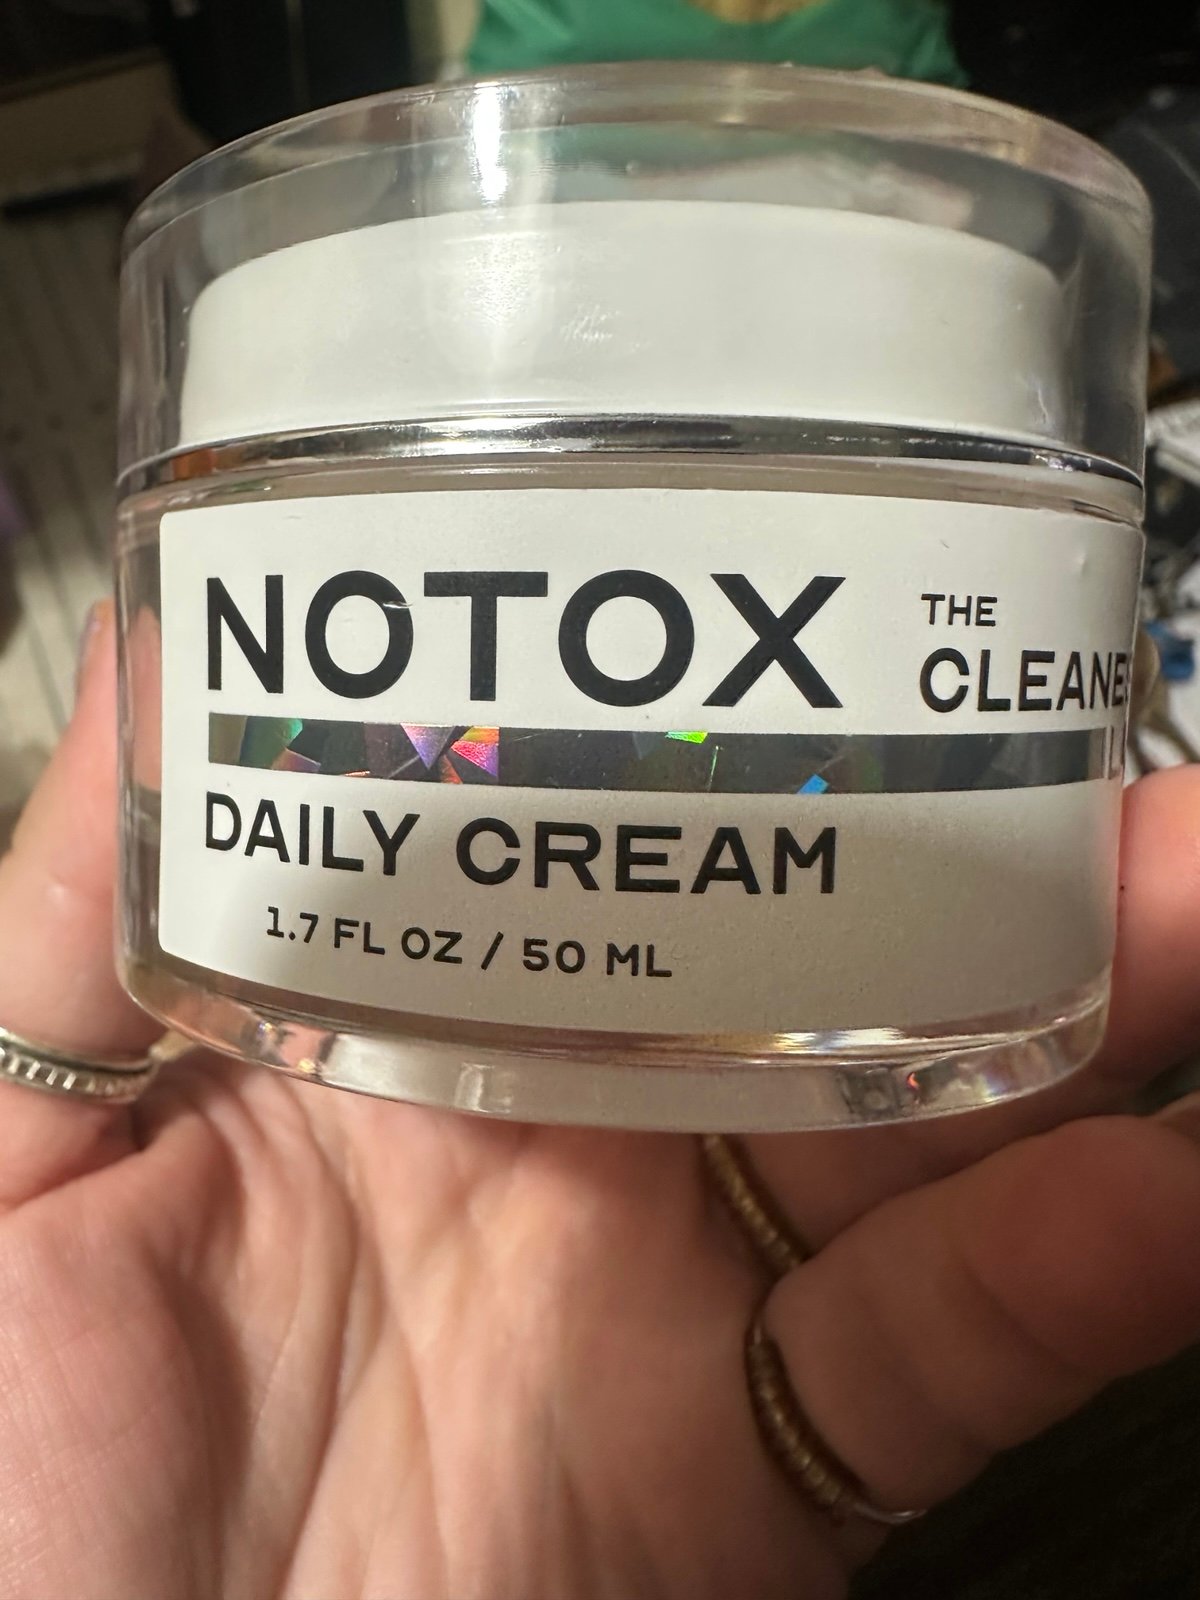 NOTOX
THE
DAILY CREAM
1.7 FL OZ / 50 ML